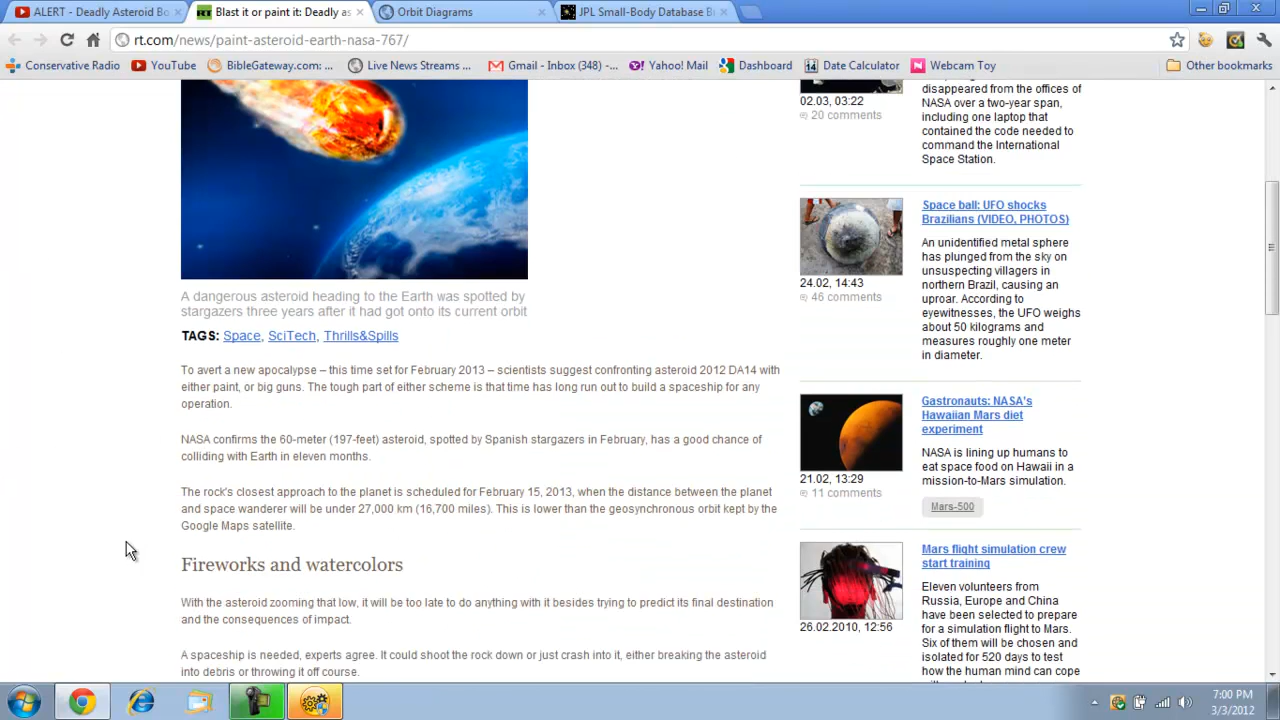 ALERT - Deadly Asteroid Bo
Blast it or paint it: Deadly as
Orbit Diagrams
JPL Small-Body Database B
rt.com/news/paint-asteroid-earth-nasa-767/
Conservative Radio
YouTube
BibleGateway.com: ...
Live News Streams ...
Gmail - Inbox (348) -...
Yahoo! Mail
Dashboard
14 Date Calculator
N Webcam Toy
Other bookmarks
A dangerous asteroid heading to the Earth was spotted by
stargazers three years after it had got onto its current orbit
TAGS: Space, SciTech, Thrills&Spills
To avert a new apocalypse – this time set for February 2013 – scientists suggest confronting asteroid 2012 DA14 with
either paint, or big guns. The tough part of either scheme is that time has long run out to build a spaceship for any
operation.
NASA confirms the 60-meter (197-feet) asteroid, spotted by Spanish stargazers in February, has a good chance of
colliding with Earth in eleven months.
The rock's closest approach to the planet is scheduled for February 15, 2013, when the distance between the planet
and space wanderer will be under 27,000 km (16,700 miles). This is lower than the geosynchronous orbit kept by the
Google Maps satellite.
Fireworks and watercolors
With the asteroid zooming that low, it will be too late to do anything with it besides trying to predict its final destination
and the consequences of impact.
A spaceship is needed, experts agree. It could shoot the rock down or just crash into it, either breaking the asteroid
into debris or throwing it off course.
02.03, 03:22
20 comments
disappeared from the offices of
NASA over a two-year span,
including one laptop that
contained the code needed to
command the International
Space Station.
24.02, 14:43
46 comments
Space ball: UFO shocks
Brazilians (VIDEO, PHOTOS)
An unidentified metal sphere
has plunged from the sky on
unsuspecting villagers in
northern Brazil, causing an
uproar. According to
eyewitnesses, the UFO weighs
about 50 kilograms and
measures roughly one meter
in diameter.
21.02, 13:29
11 comments
Gastronauts: NASA's
Hawaiian Mars diet
experiment
NASA is lining up humans to
eat space food on Hawaii in a
mission-to-Mars simulation.
Mars-500
26.02.2010, 12:56
Mars flight simulation crew
start training
Eleven volunteers from
Russia, Europe and China
have been selected to prepare
for a simulation flight to Mars.
Six of them will be chosen and
isolated for 520 days to test
how the human mind can cope
7:00 PM
3/3/2012